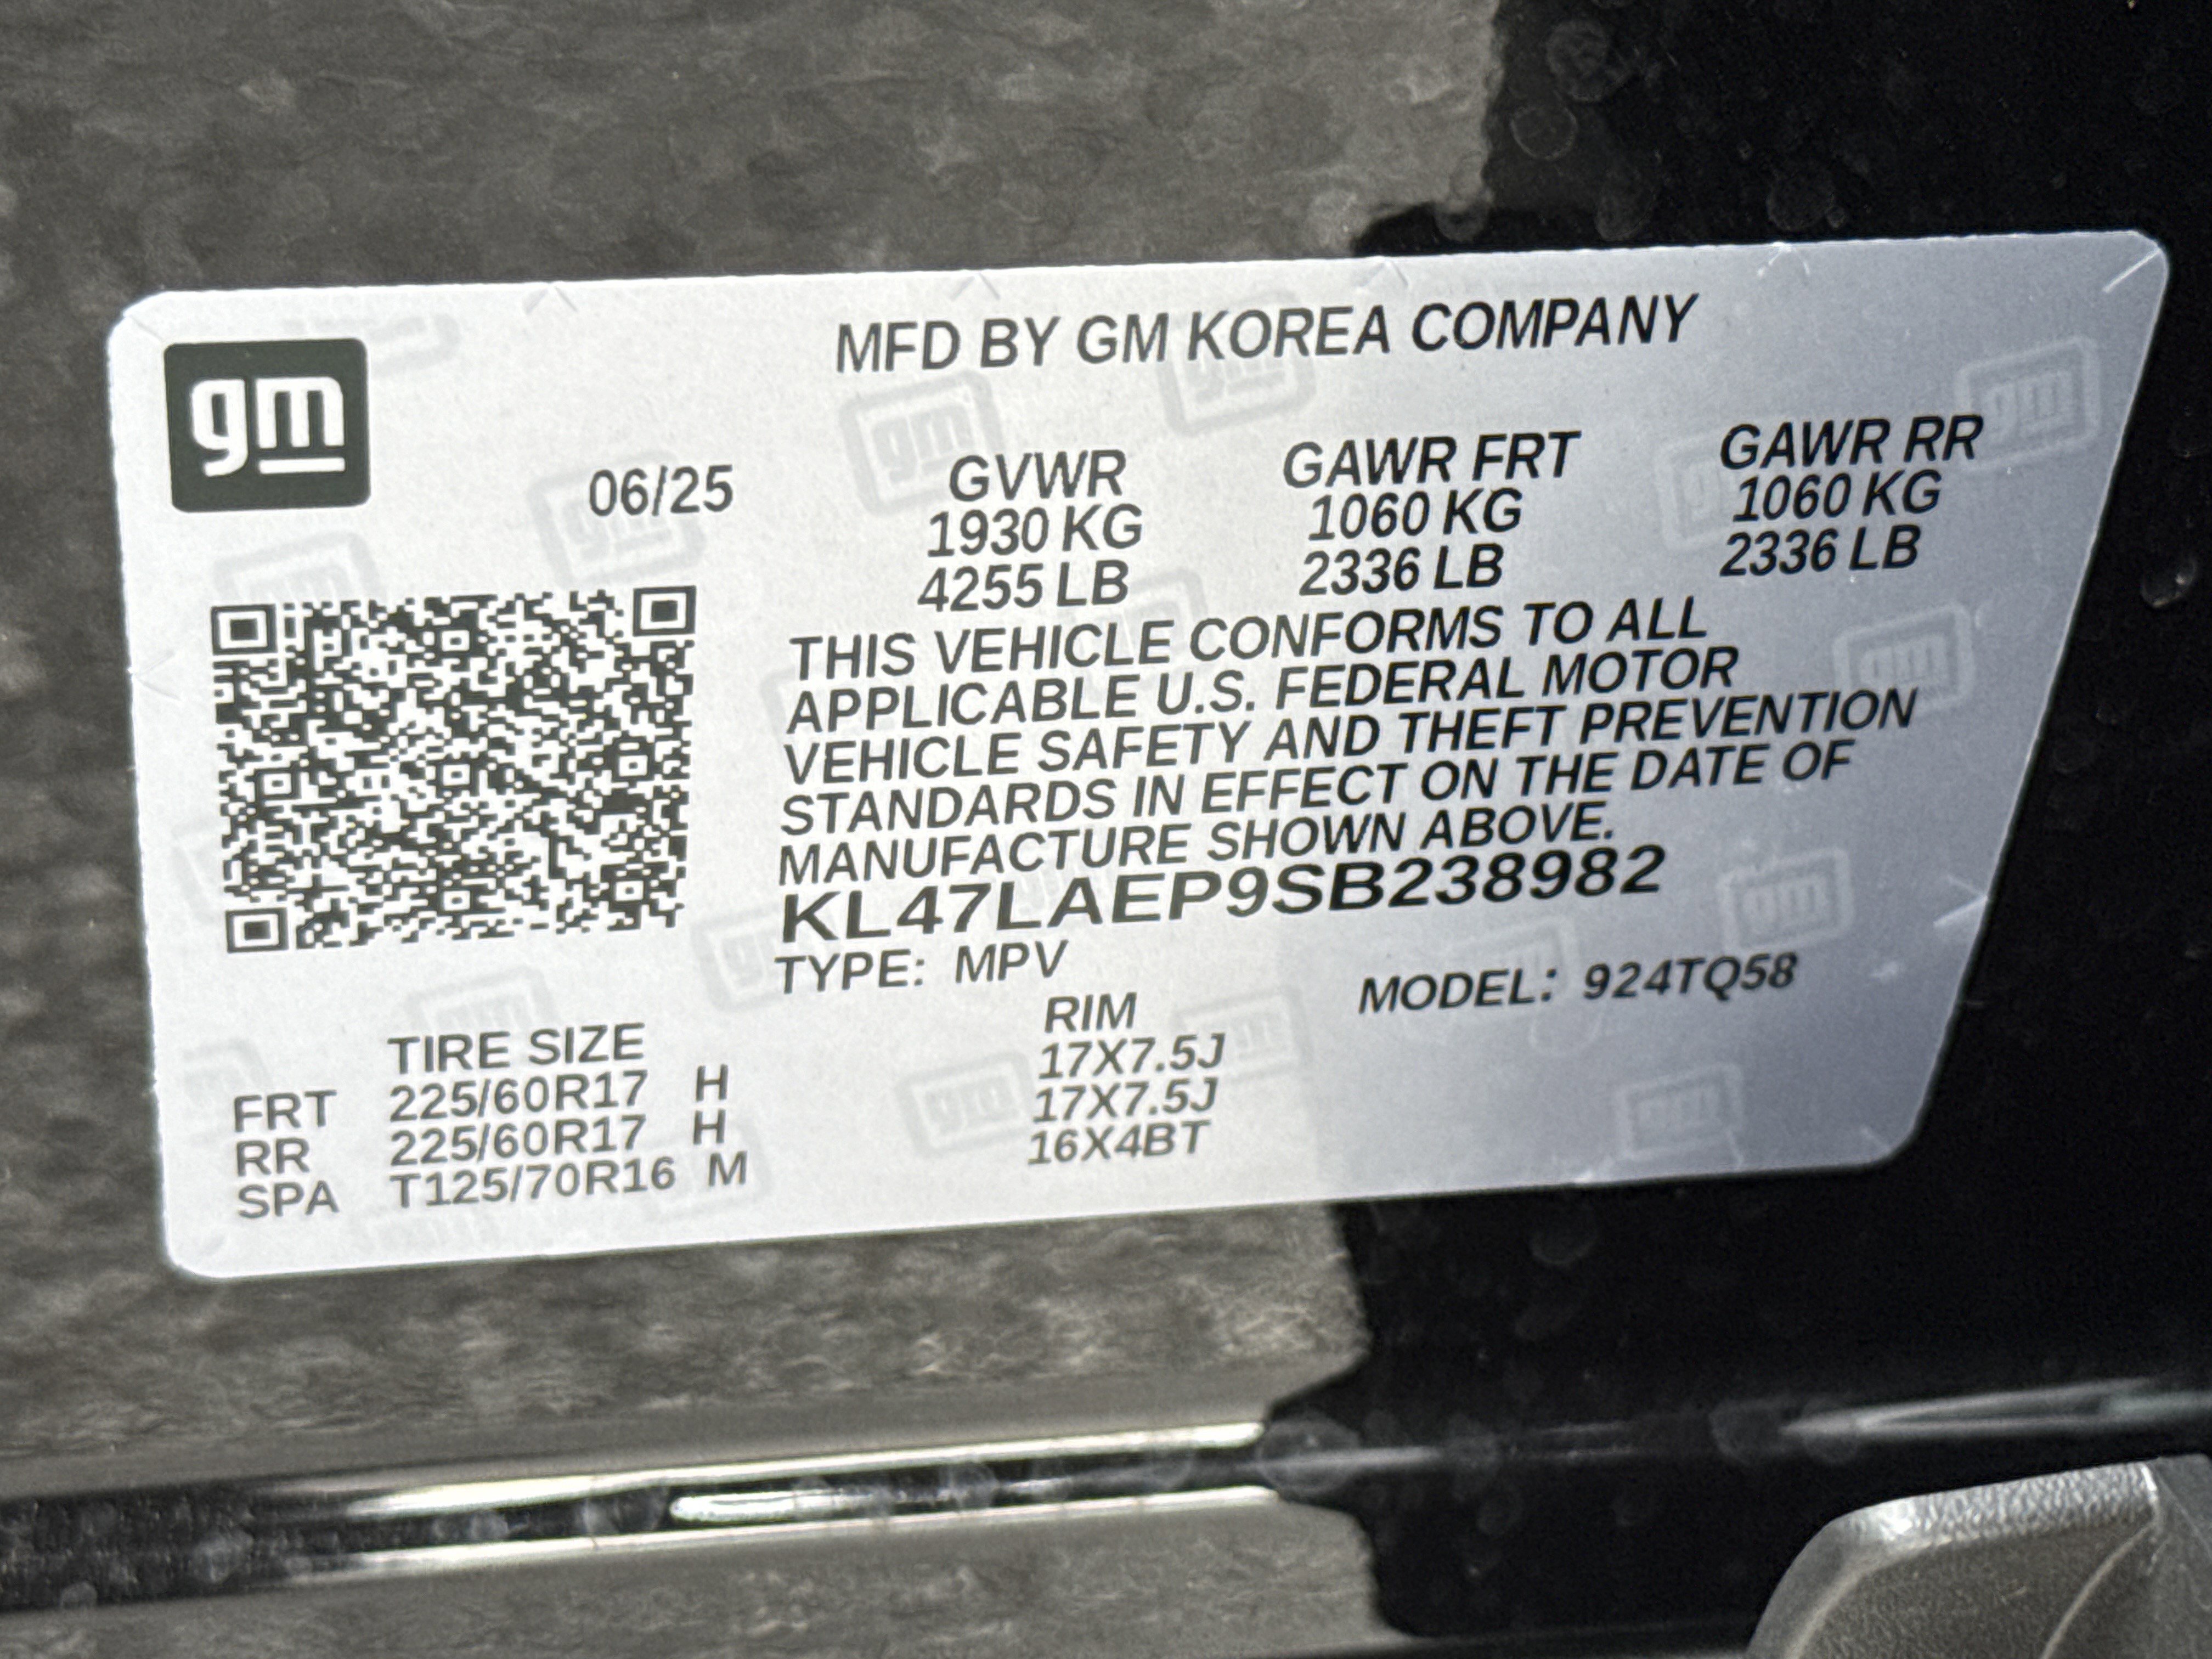 gm
MFD BY GM KOREA COMPANY
06/25
GVWR GAWR FRT GAWR RR
1930 KG 1060 KG 1060 KG
4255 LB 2336 LB 2336 LB
THIS VEHICLE CONFORMS TO ALL
APPLICABLE U.S. FEDERAL MOTOR
VEHICLE SAFETY AND THEFT PREVENTION
STANDARDS IN EFFECT ON THE DATE OF
MANUFACTURE SHOWN ABOVE.
KL47LAEP9SB238982
TYPE: MPV MODEL: 924TQ58
TIRE SIZE RIM
FRT 225/60R17 H 17X7.5J
RR 225/60R17 H 17X7.5J
SPA T125/70R16 M 16X4BT